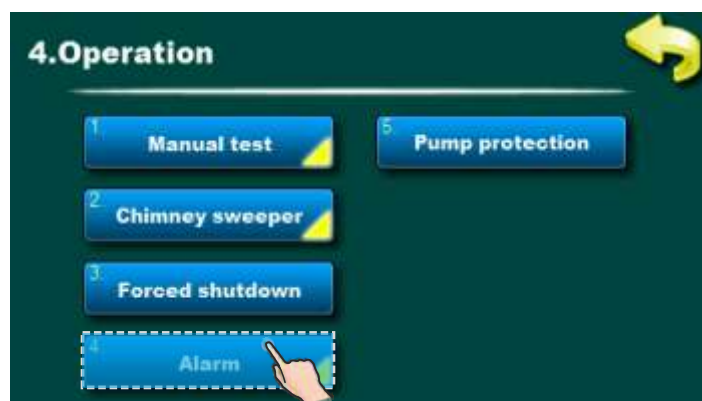 4.Operation
1.
Manual test
2.
Chimney sweeper
3.
Forced shutdown
4
Alarm
5.
Pump protection